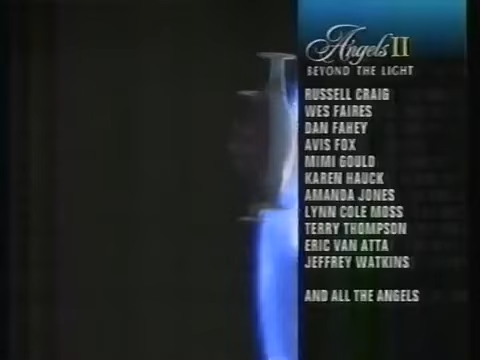 Angels II
BEYOND THE LIGHT
RUSSELL CRAIG
WES FAIRES
DAN FAHEY
AVIS FOX
MIMI GOULD
KAREN HAUCK
AMANDA JONES
LYNN COLE MOSS
TERRY THOMPSON
ERIC VAN ATTA
JEFFREY WATKINS
AND ALL THE ANGELS